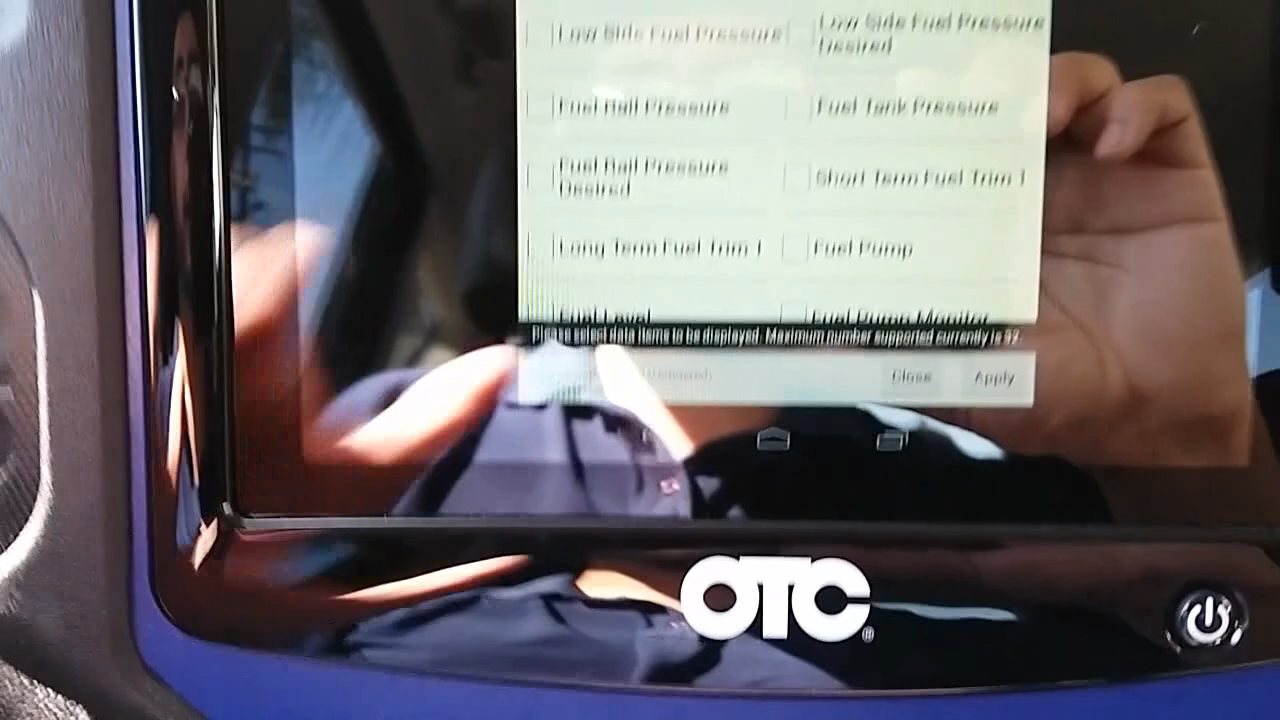 Low Side Fuel Pressure
Low Side Fuel Pressure
Desired
Fuel Rail Pressure
Fuel Tank Pressure
Fuel Rail Pressure
Desired
Short Term Fuel Trim 1
Long Term Fuel Trim 1
Fuel Pump
Fuel Level
Fuel Pump Monitor
Please select data items to be displayed. Maximum number supported currently is 62.
Close
Apply
OTC®